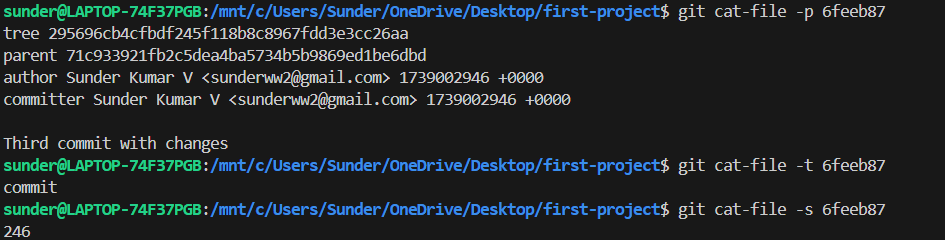 sunder@LAPTOP-74F37PGB:/mnt/c/Users/Sunder/OneDrive/Desktop/first-project$ git cat-file -p 6feeb87
tree 295696cb4cfbdf245f118b8c8967fdd3e3cc26aa
parent 71c933921fb2c5dea4ba5734b5b9869ed1be6dbd
author Sunder Kumar V <sunderww2@gmail.com> 1739002946 +0000
committer Sunder Kumar V <sunderww2@gmail.com> 1739002946 +0000

Third commit with changes
sunder@LAPTOP-74F37PGB:/mnt/c/Users/Sunder/OneDrive/Desktop/first-project$ git cat-file -t 6feeb87
commit
sunder@LAPTOP-74F37PGB:/mnt/c/Users/Sunder/OneDrive/Desktop/first-project$ git cat-file -s 6feeb87
246